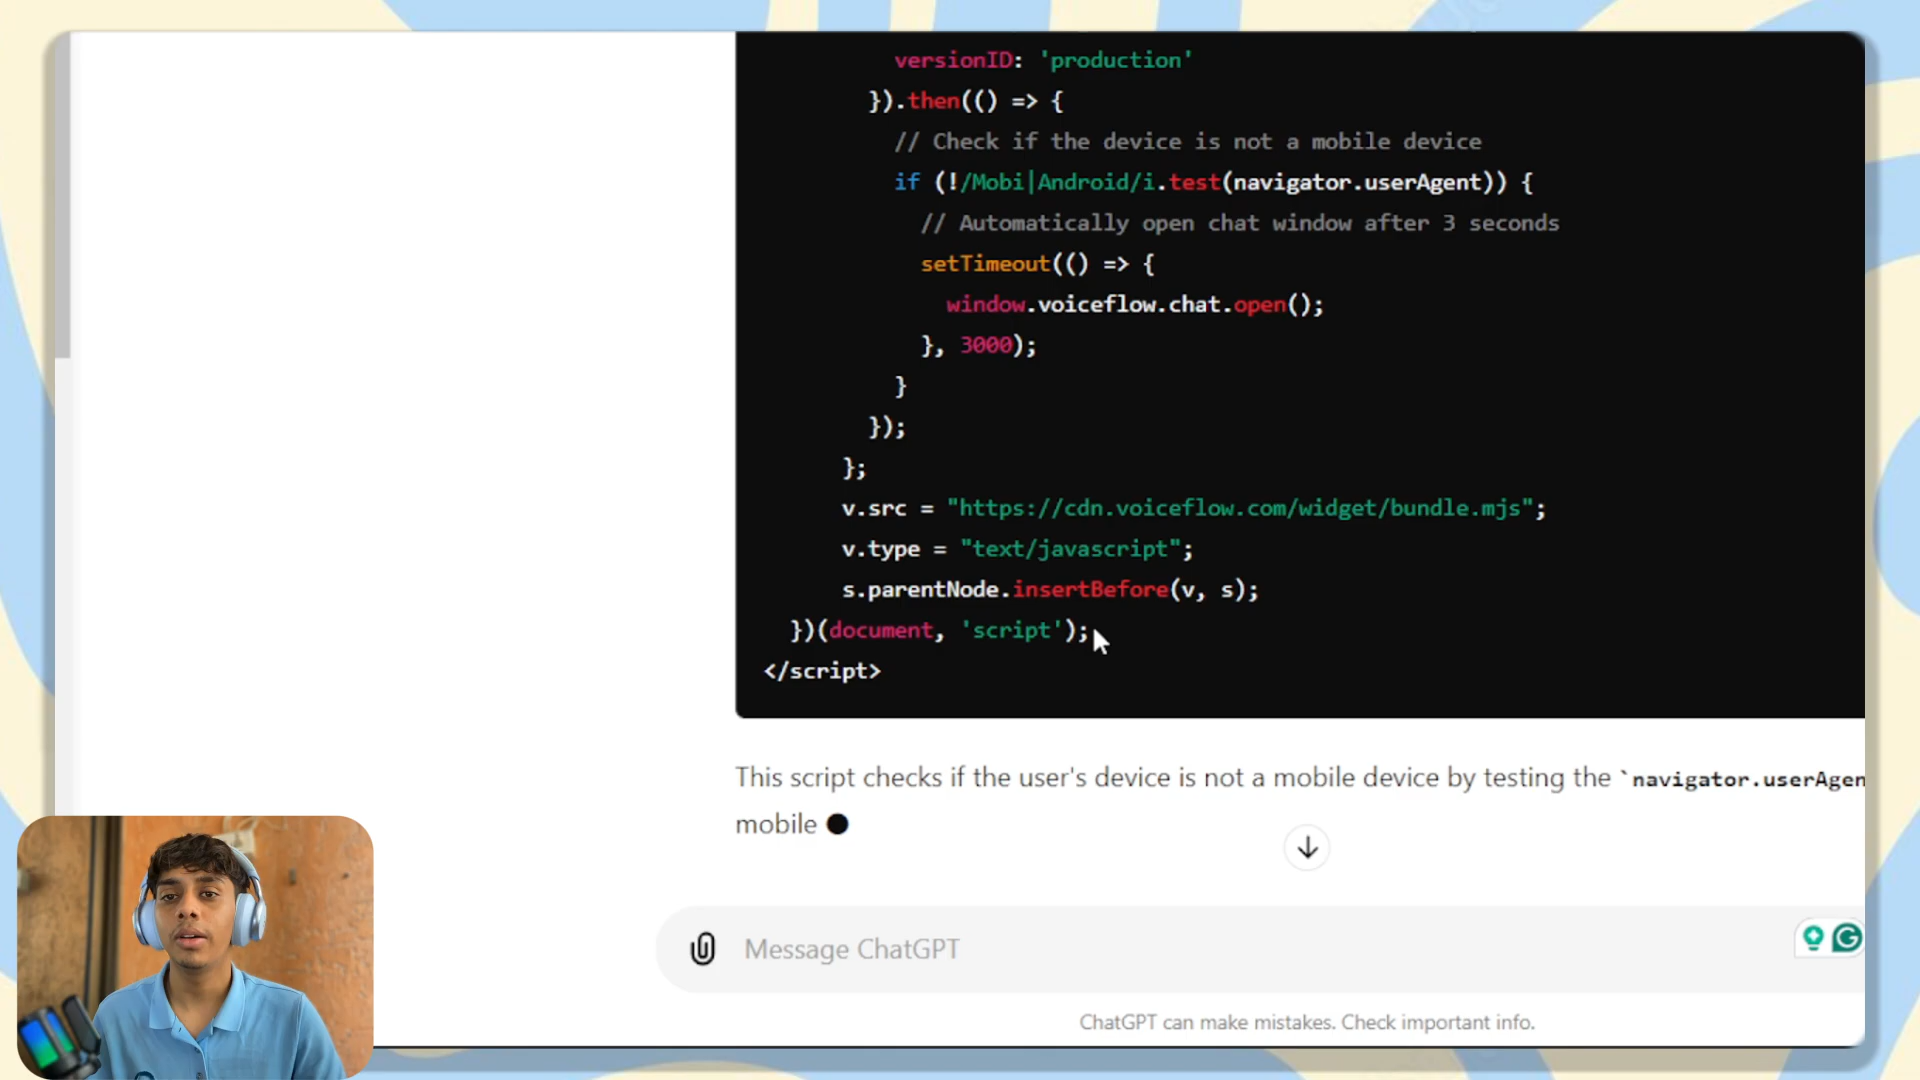 versionID: 'production'
}).then(() => {
// Check if the device is not a mobile device
if (!/Mobi|Android/i.test(navigator.userAgent)) {
// Automatically open chat window after 3 seconds
setTimeout(() => {
window.voiceflow.chat.open();
}, 3000);
}
});
};
v.src = "https://cdn.voiceflow.com/widget/bundle.mjs";
v.type = "text/javascript";
s.parentNode.insertBefore(v, s);
})(document, 'script');
</script>
This script checks if the user's device is not a mobile device by testing the `navigator.userAgen
mobile
Message ChatGPT
ChatGPT can make mistakes. Check important info.